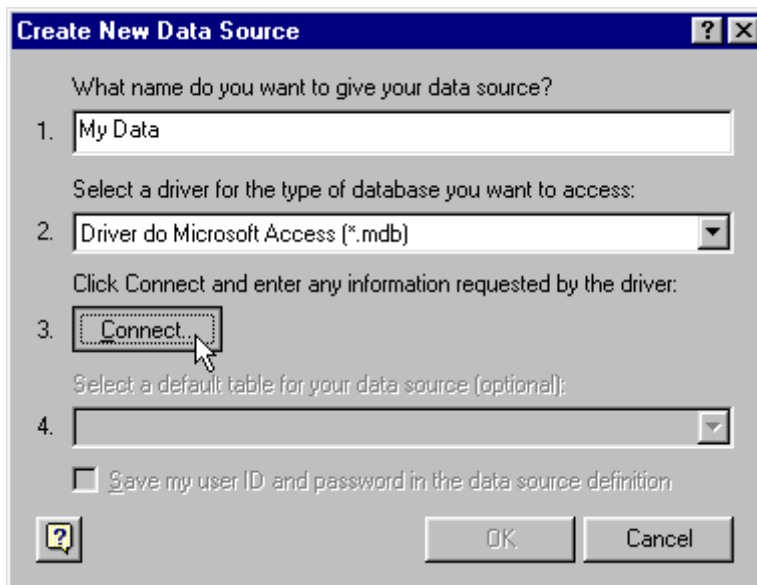 Create New Data Source
What name do you want to give your data source?
1. My Data
Select a driver for the type of database you want to access:
2. Driver do Microsoft Access (*.mdb)
Click Connect and enter any information requested by the driver:
3. Connect...
Select a default table for your data source (optional):
4.
Save my user ID and password in the data source definition
OK Cancel